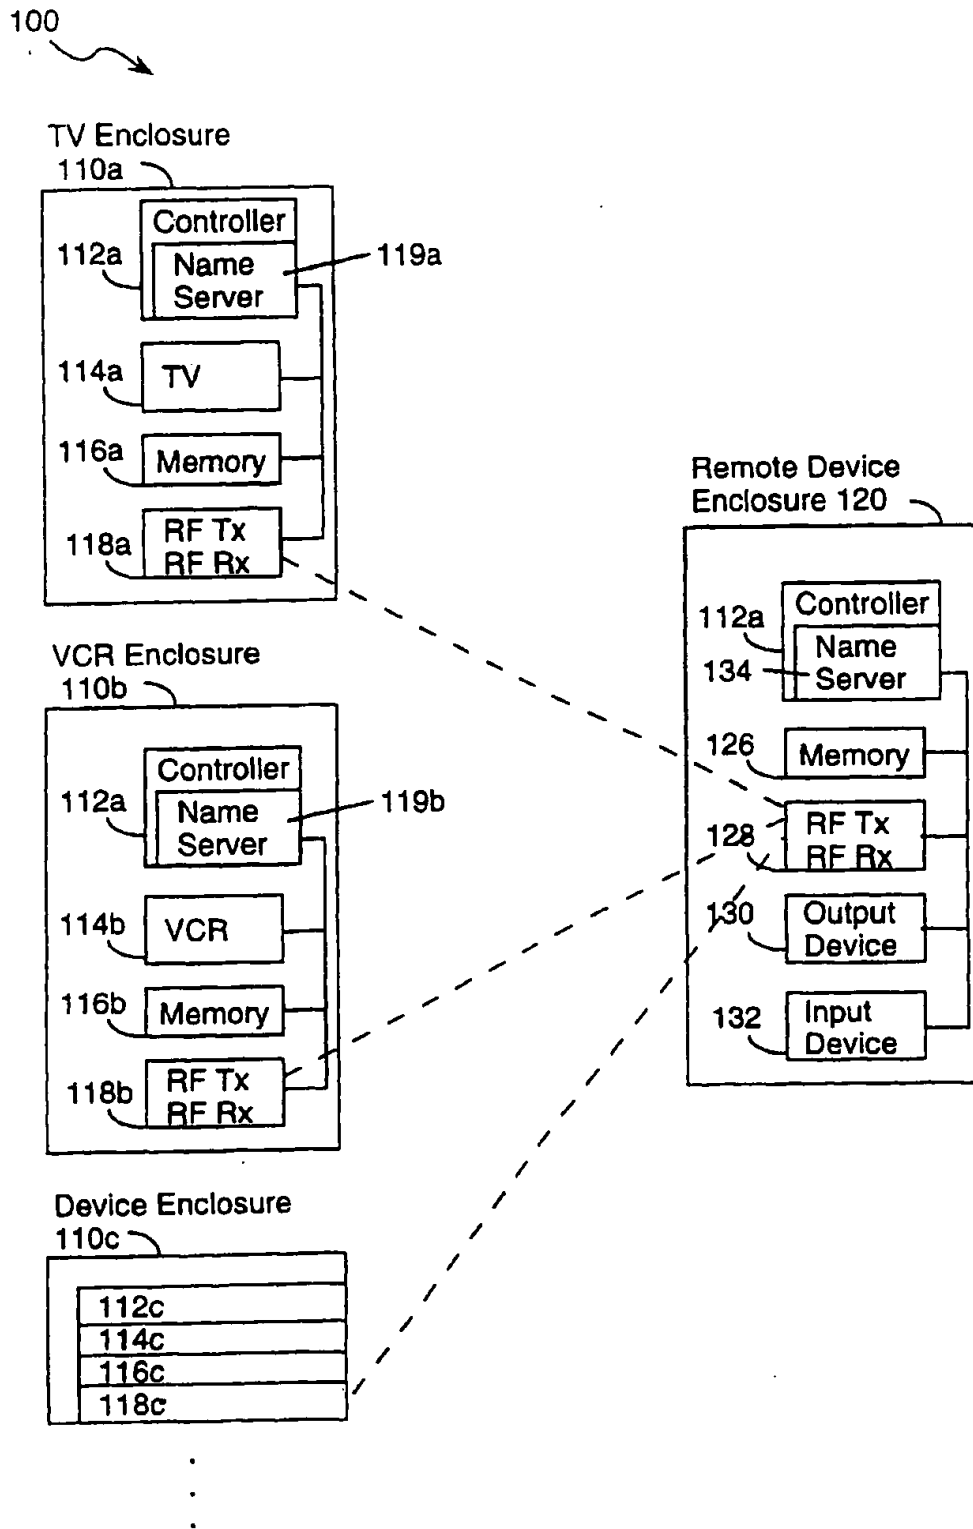 100
TV Enclosure
110a
Controller
112a
Name
Server
119a
114a
TV
116a
Memory
118a
RF Tx
RF Rx
VCR Enclosure
110b
Controller
112a
Name
Server
119b
114b
VCR
116b
Memory
118b
RF Tx
RF Rx
Device Enclosure
110c
112c
114c
116c
118c
Remote Device
Enclosure 120
Controller
112a
Name
Server
134
126
Memory
128
RF Tx
RF Rx
130
Output
Device
132
Input
Device